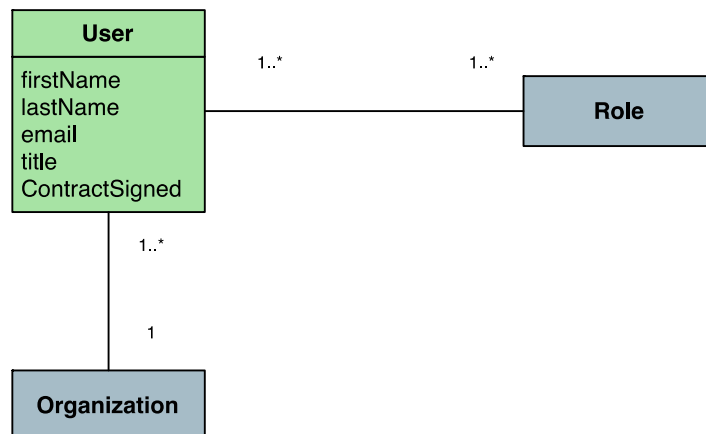 User
firstName
lastName
email
title
ContractSigned
1..*
1..*
Role
1..*
1
Organization